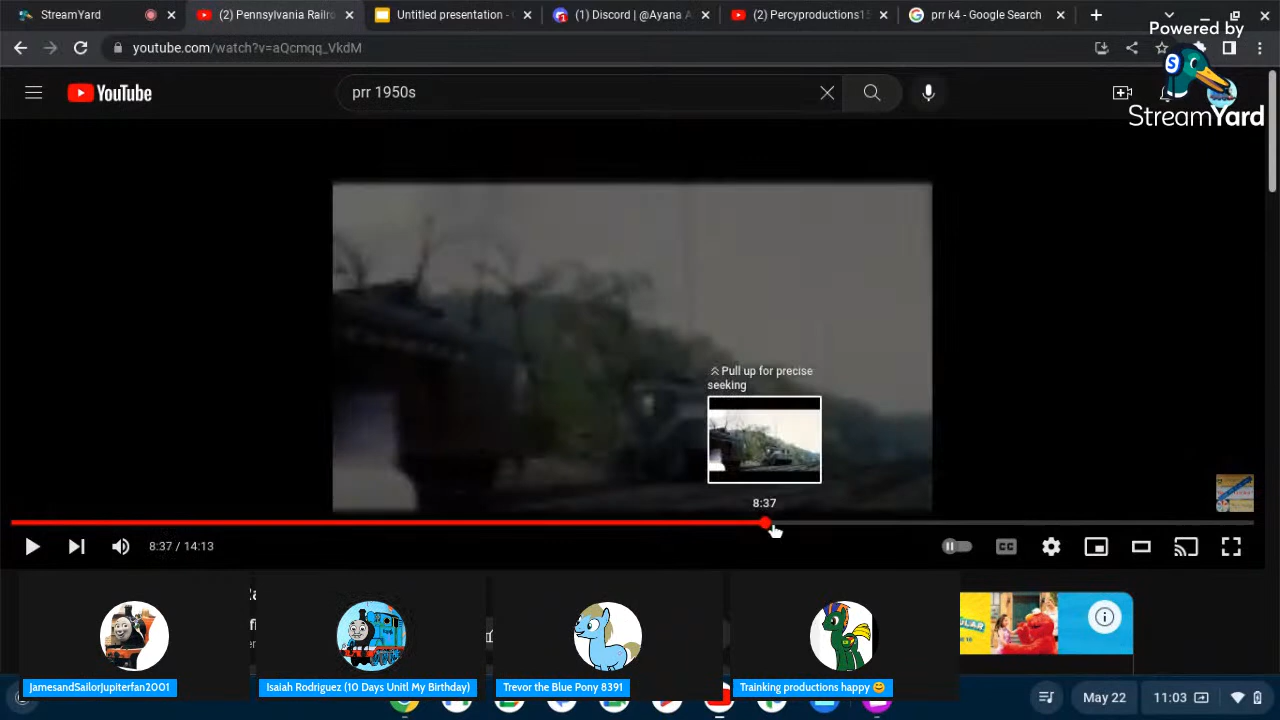 StreamYard
(2) Pennsylvania Railro
Untitled presentation - G
(1) Discord | @Ayana A
(2) Percyproductions15
prr k4 - Google Search
Powered by
youtube.com/watch?v=aQcmqq_VkdM
YouTube
prr 1950s
StreamYard
Pull up for precise
seeking
8:37
8:37 / 14:13
CC
JamesandSailorJupiterfan2001
Isaiah Rodriguez (10 Days Unitl My Birthday)
Trevor the Blue Pony 8391
Trainking productions happy 😊
May 22
11:03